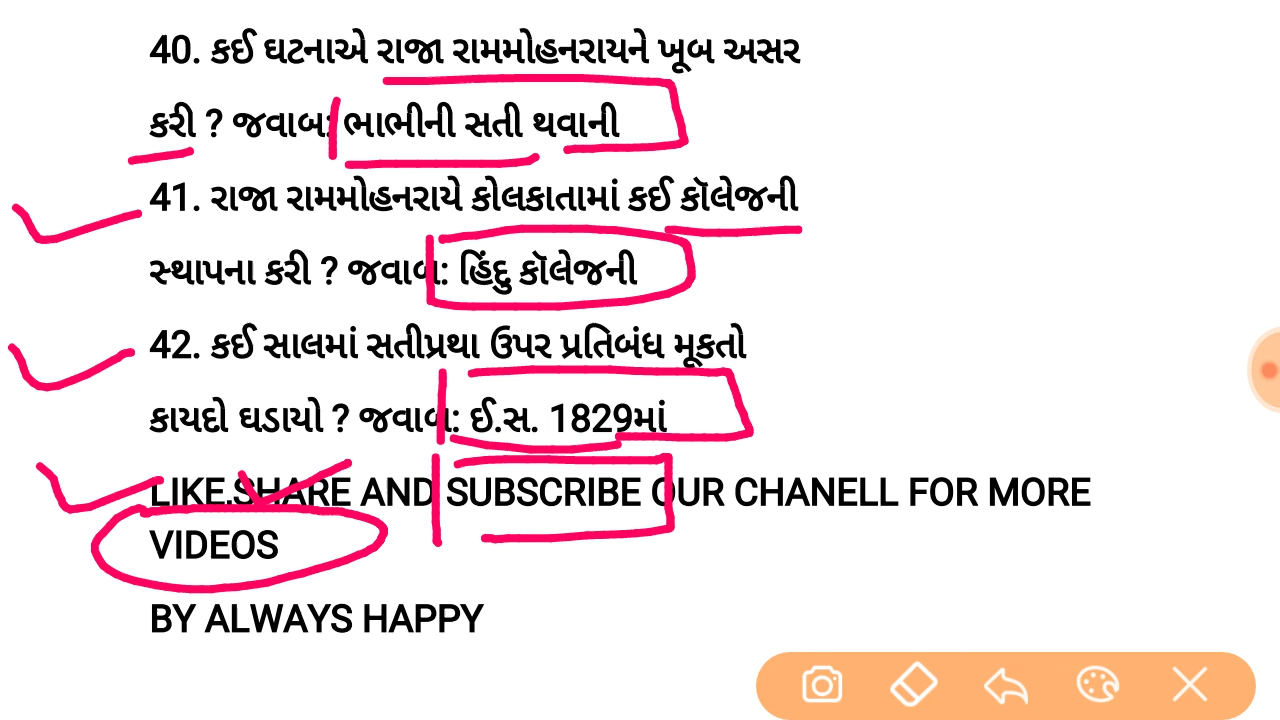 40. કઈ ઘટનાએ રાજા રામમોહનરાયને ખૂબ અસર
કરી ? જવાબ: ભાભીની સતી થવાની
41. રાજા રામમોહનરાયે કોલકાતામાં કઈ કૉલેજની
સ્થાપના કરી ? જવાબ: હિંદુ કૉલેજની
42. કઈ સાલમાં સતીપ્રથા ઉપર પ્રતિબંધ મૂકતો
કાયદો ઘડાયો ? જવાબ: ઈ.સ. 1829માં
LIKE,SHARE AND SUBSCRIBE OUR CHANELL FOR MORE
VIDEOS
BY ALWAYS HAPPY